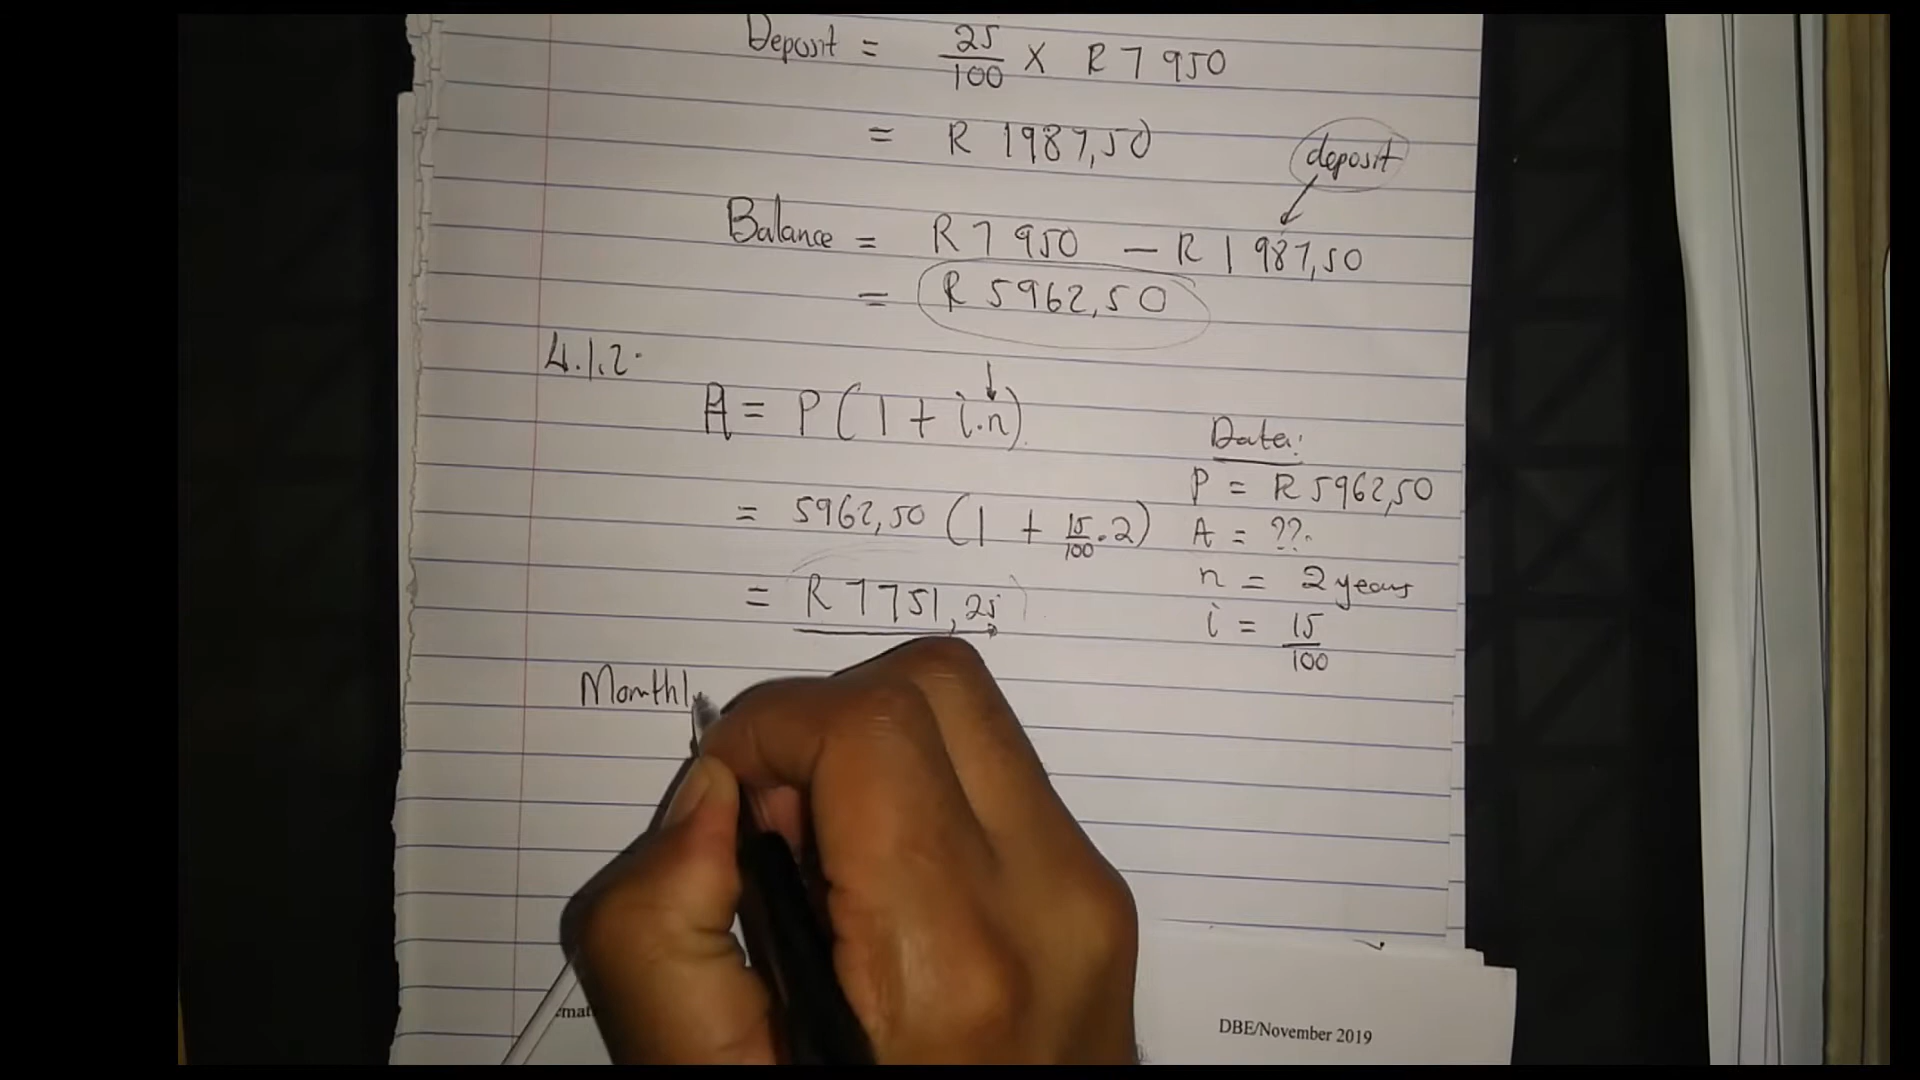 Deposit = 25/100 X R 7 950
= R 1987,50
deposit
Balance = R 7 950 — R 1 987,50
= R 5962,50
4.1.2.
A = P ( 1 + i.n )
= 5962,50 ( 1 + 15/100 . 2 )
= R 7751,25
Data:
P = R 5962,50
A = ??.
n = 2 years
i = 15/100
Monthly
DBE/November 2019